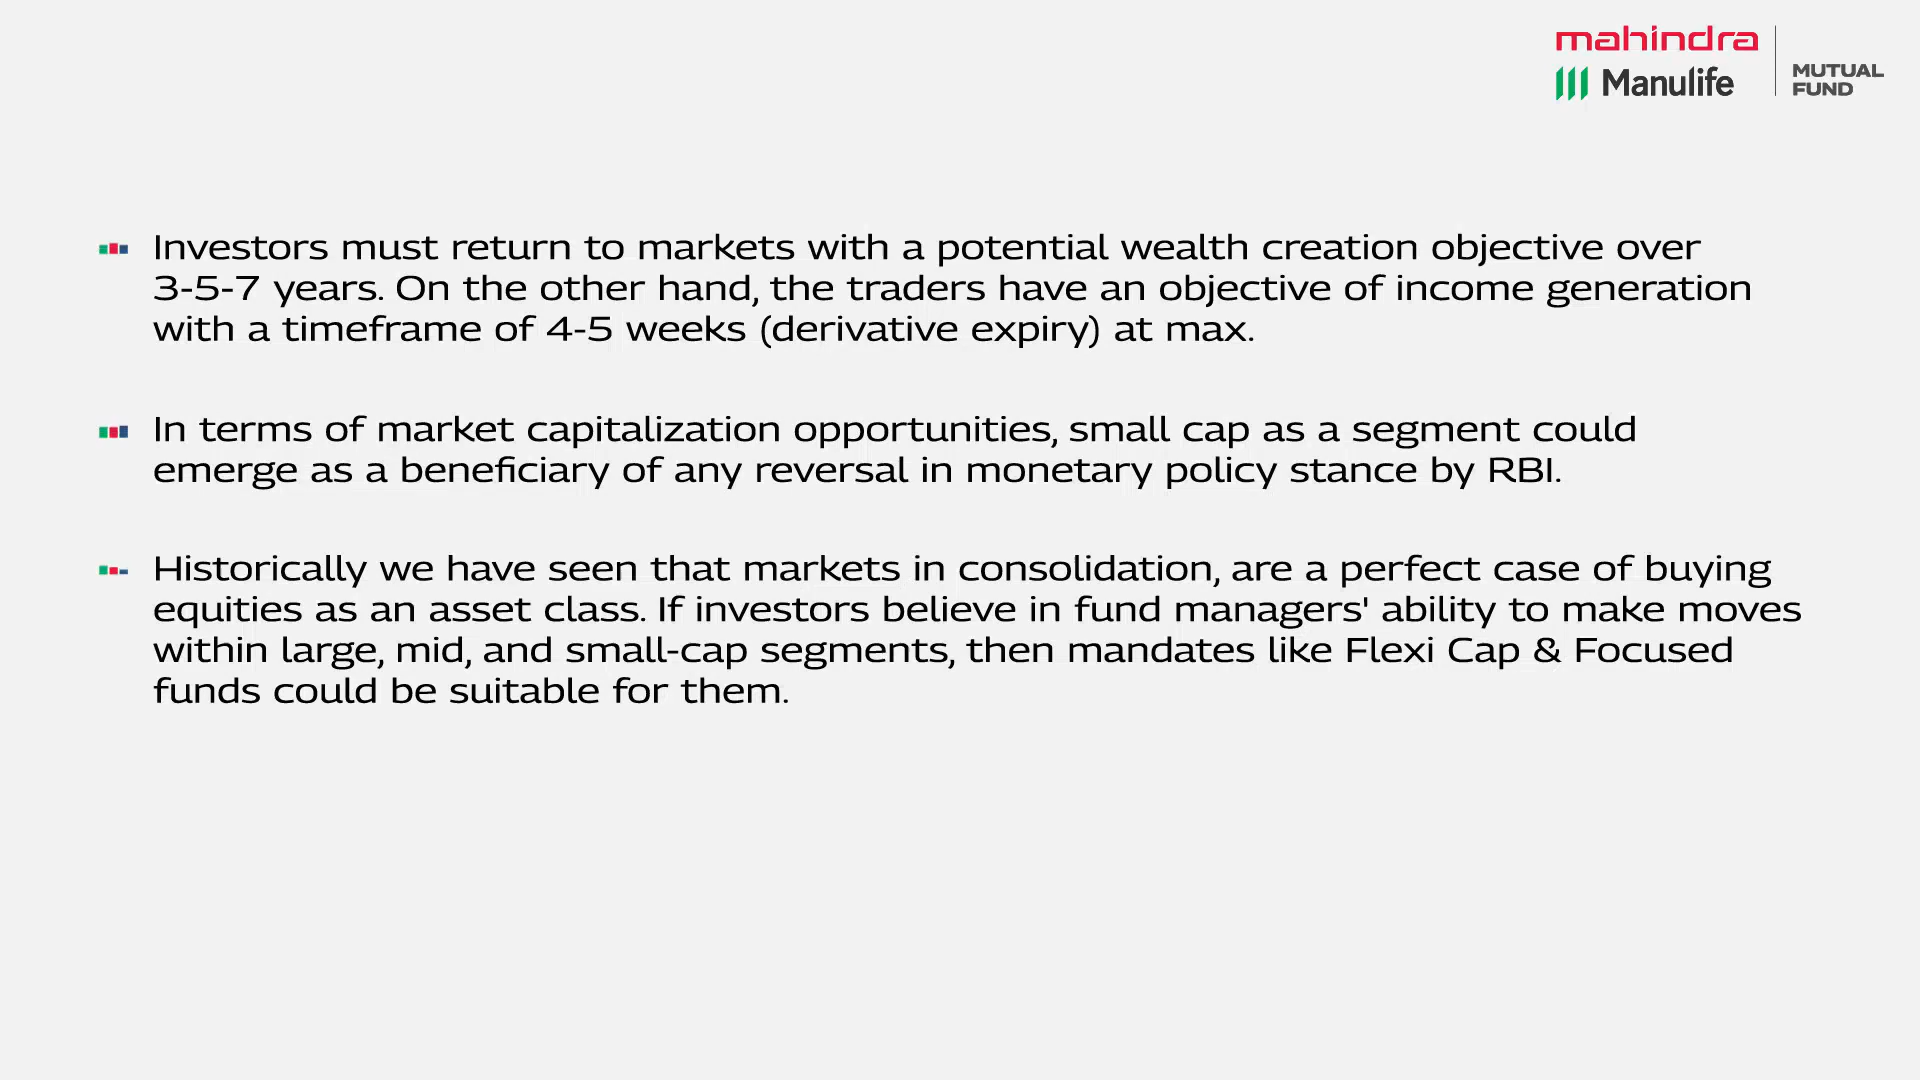 mahindra
Manulife
MUTUAL
FUND
Investors must return to markets with a potential wealth creation objective over
3-5-7 years. On the other hand, the traders have an objective of income generation
with a timeframe of 4-5 weeks (derivative expiry) at max.
In terms of market capitalization opportunities, small cap as a segment could
emerge as a beneficiary of any reversal in monetary policy stance by RBI.
Historically we have seen that markets in consolidation, are a perfect case of buying
equities as an asset class. If investors believe in fund managers' ability to make moves
within large, mid, and small-cap segments, then mandates like Flexi Cap & Focused
funds could be suitable for them.